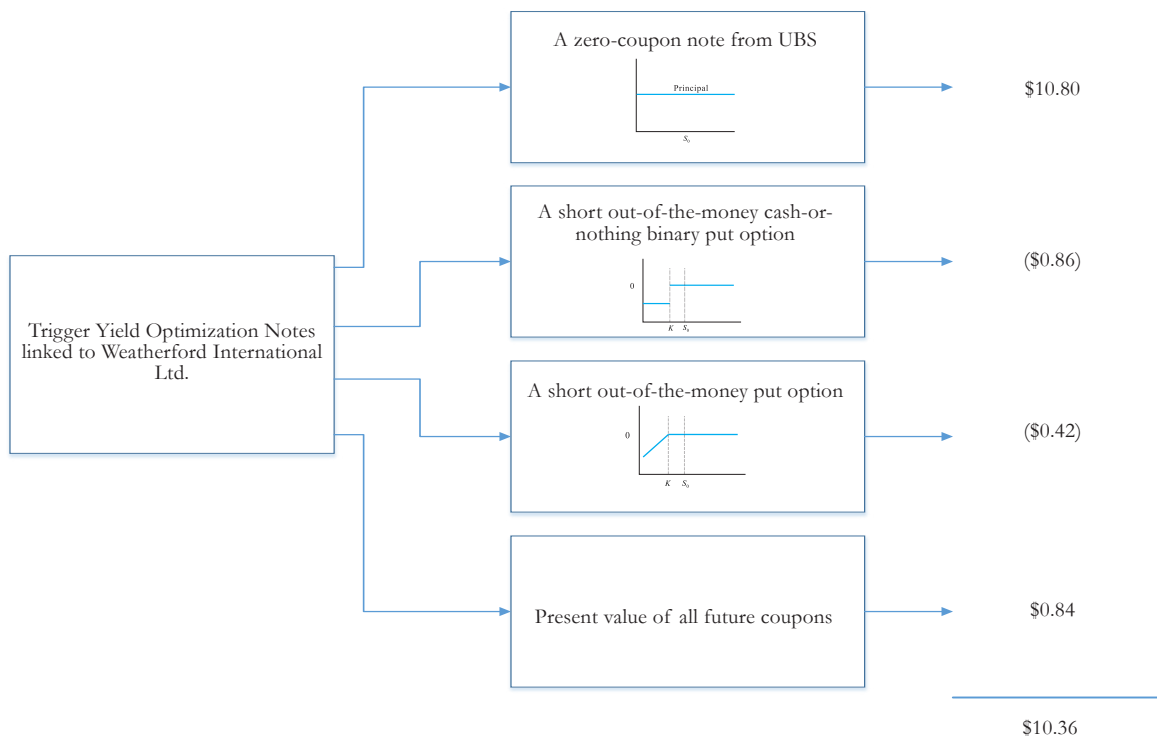 A zero-coupon note from UBS
Principal
S0
$10.80
A short out-of-the-money cash-or-
nothing binary put option
0
K
S0
($0.86)
Trigger Yield Optimization Notes
linked to Weatherford International
Ltd.
A short out-of-the-money put option
0
K
S0
($0.42)
Present value of all future coupons
$0.84
$10.36